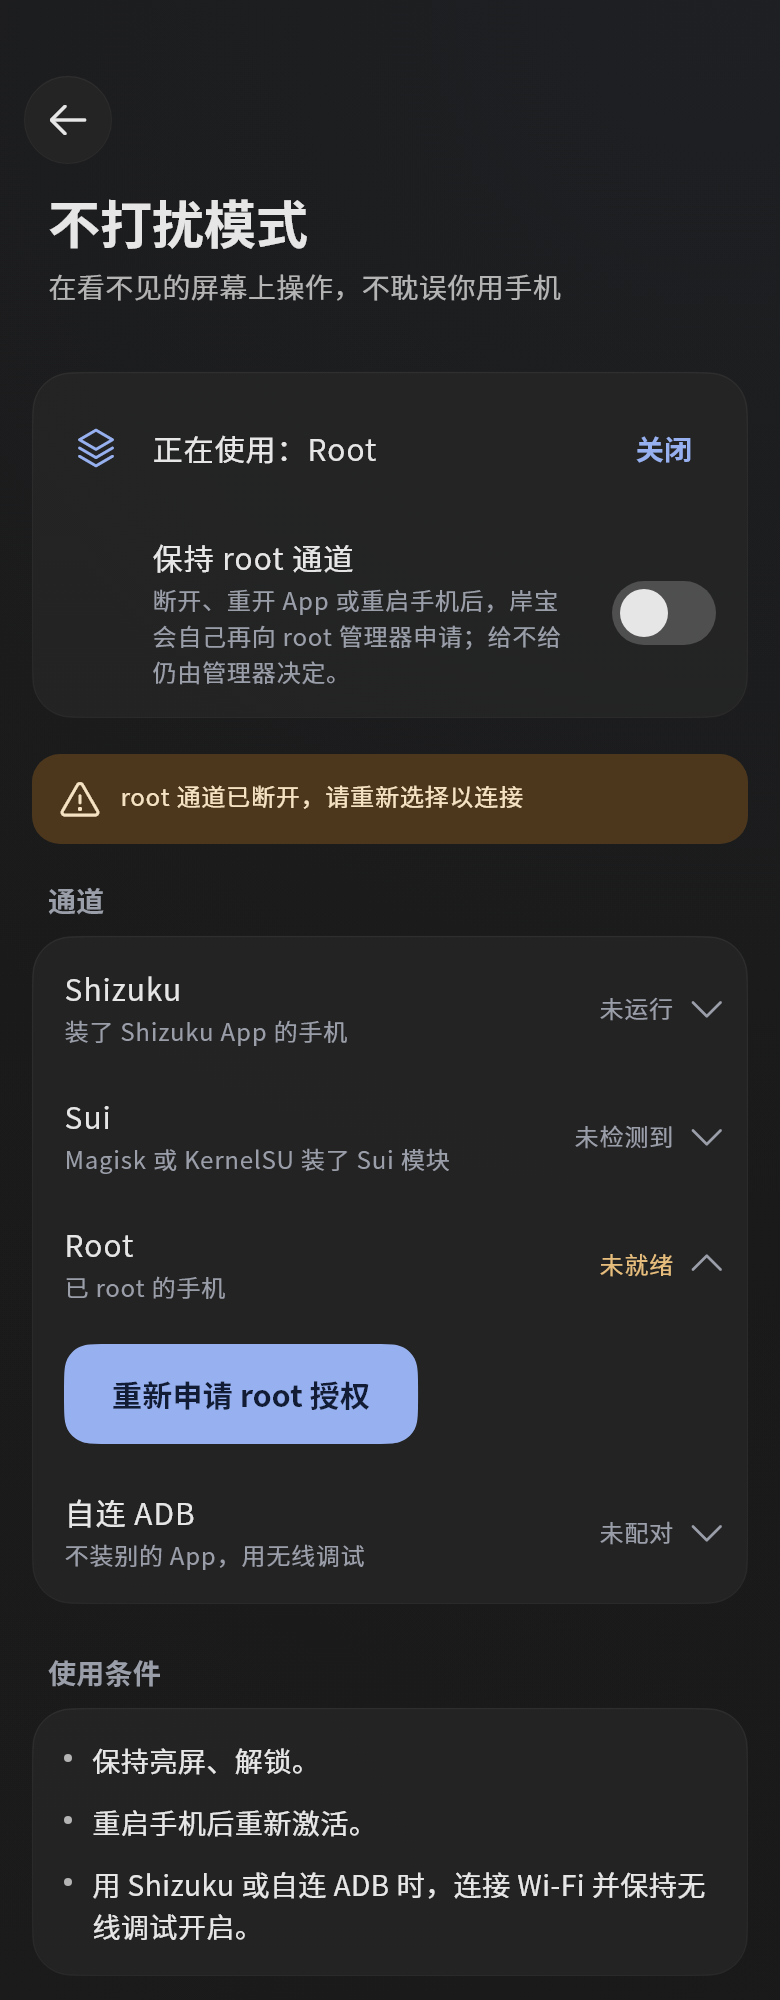 不打扰模式
在看不见的屏幕上操作，不耽误你用手机
正在使用：Root
关闭
保持 root 通道
断开、重开 App 或重启手机后，岸宝
会自己再向 root 管理器申请；给不给
仍由管理器决定。
root 通道已断开，请重新选择以连接
通道
Shizuku
装了 Shizuku App 的手机
未运行
Sui
Magisk 或 KernelSU 装了 Sui 模块
未检测到
Root
已 root 的手机
未就绪
重新申请 root 授权
自连 ADB
不装别的 App，用无线调试
未配对
使用条件
• 保持亮屏、解锁。
• 重启手机后重新激活。
• 用 Shizuku 或自连 ADB 时，连接 Wi-Fi 并保持无
线调试开启。